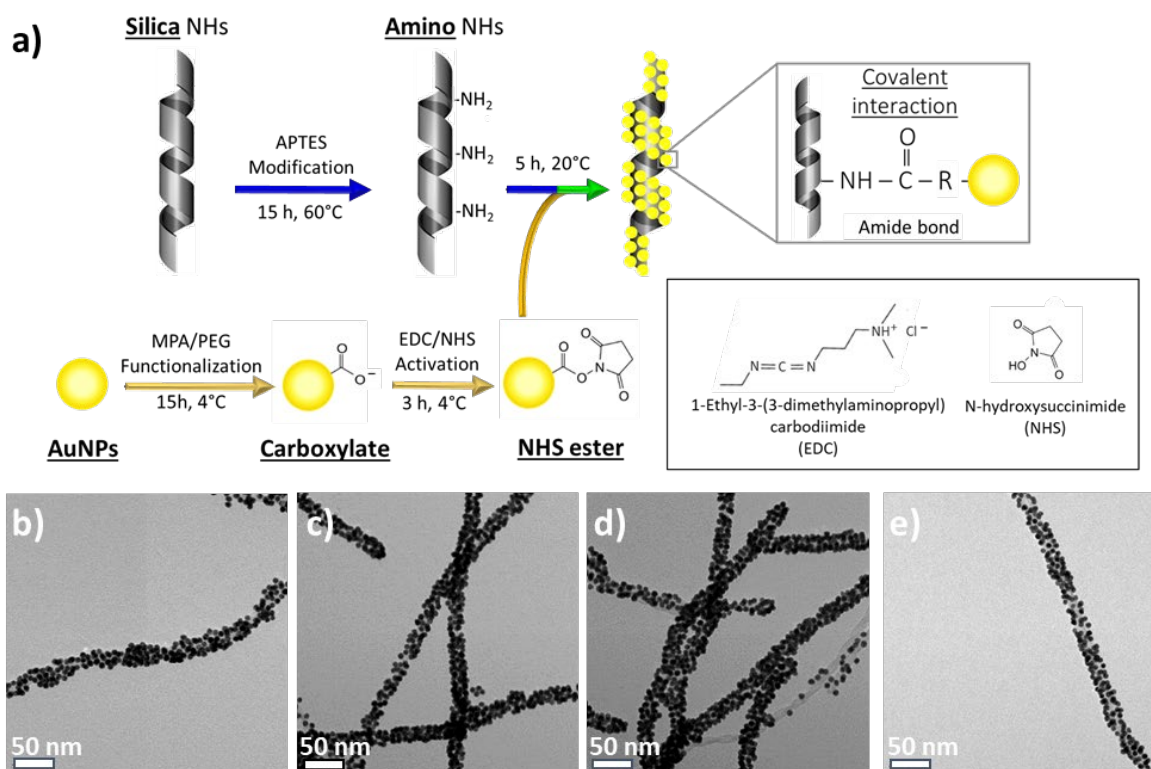 a)
Silica NHs
Amino NHs
-NH2
-NH2
-NH2
APTES
Modification
15 h, 60°C
5 h, 20°C
Covalent
interaction
O
NH C R
Amide bond
MPA/PEG
Functionalization
15h, 4°C
O
O−
EDC/NHS
Activation
3 h, 4°C
O
O
O
N
O
AuNPs
Carboxylate
NHS ester
N=C=N
NH+ Cl−
1-Ethyl-3-(3-dimethylaminopropyl)
carbodiimide
(EDC)
O
N
HO
O
N-hydroxysuccinimide
(NHS)
b)
50 nm
c)
50 nm
d)
50 nm
e)
50 nm